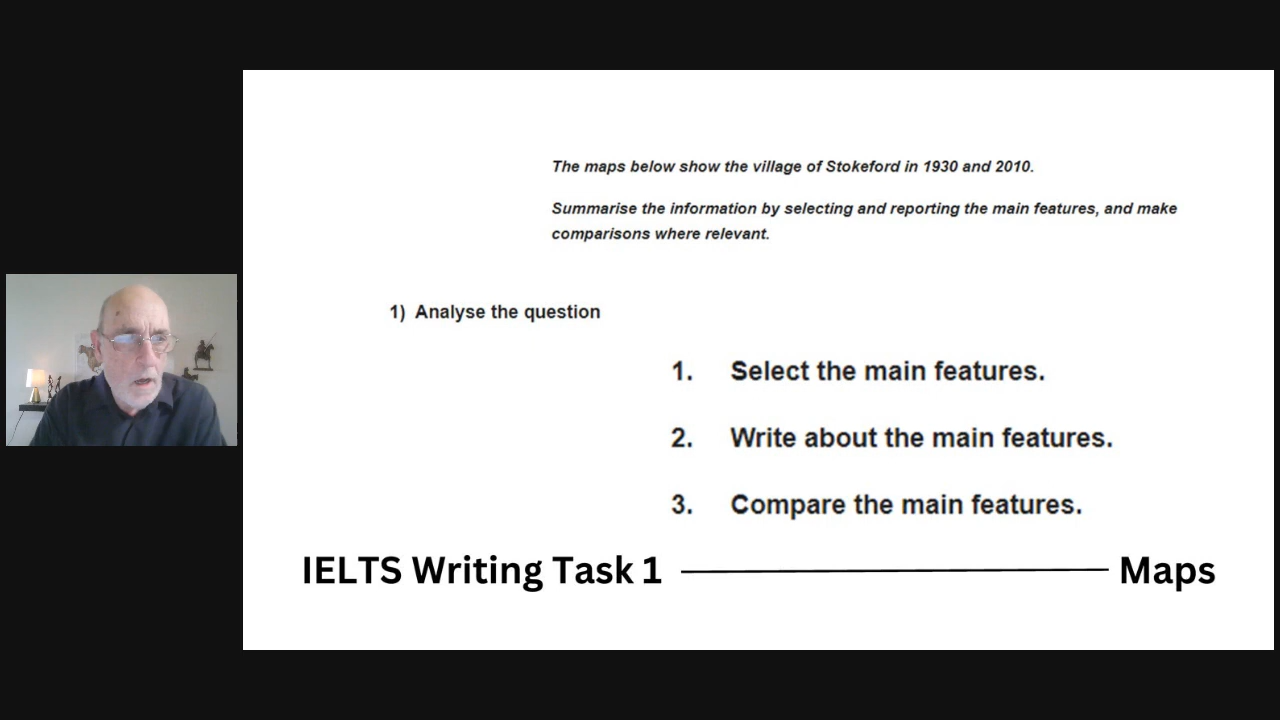 The maps below show the village of Stokeford in 1930 and 2010.
Summarise the information by selecting and reporting the main features, and make
comparisons where relevant.
1) Analyse the question
1. Select the main features.
2. Write about the main features.
3. Compare the main features.
IELTS Writing Task 1 Maps